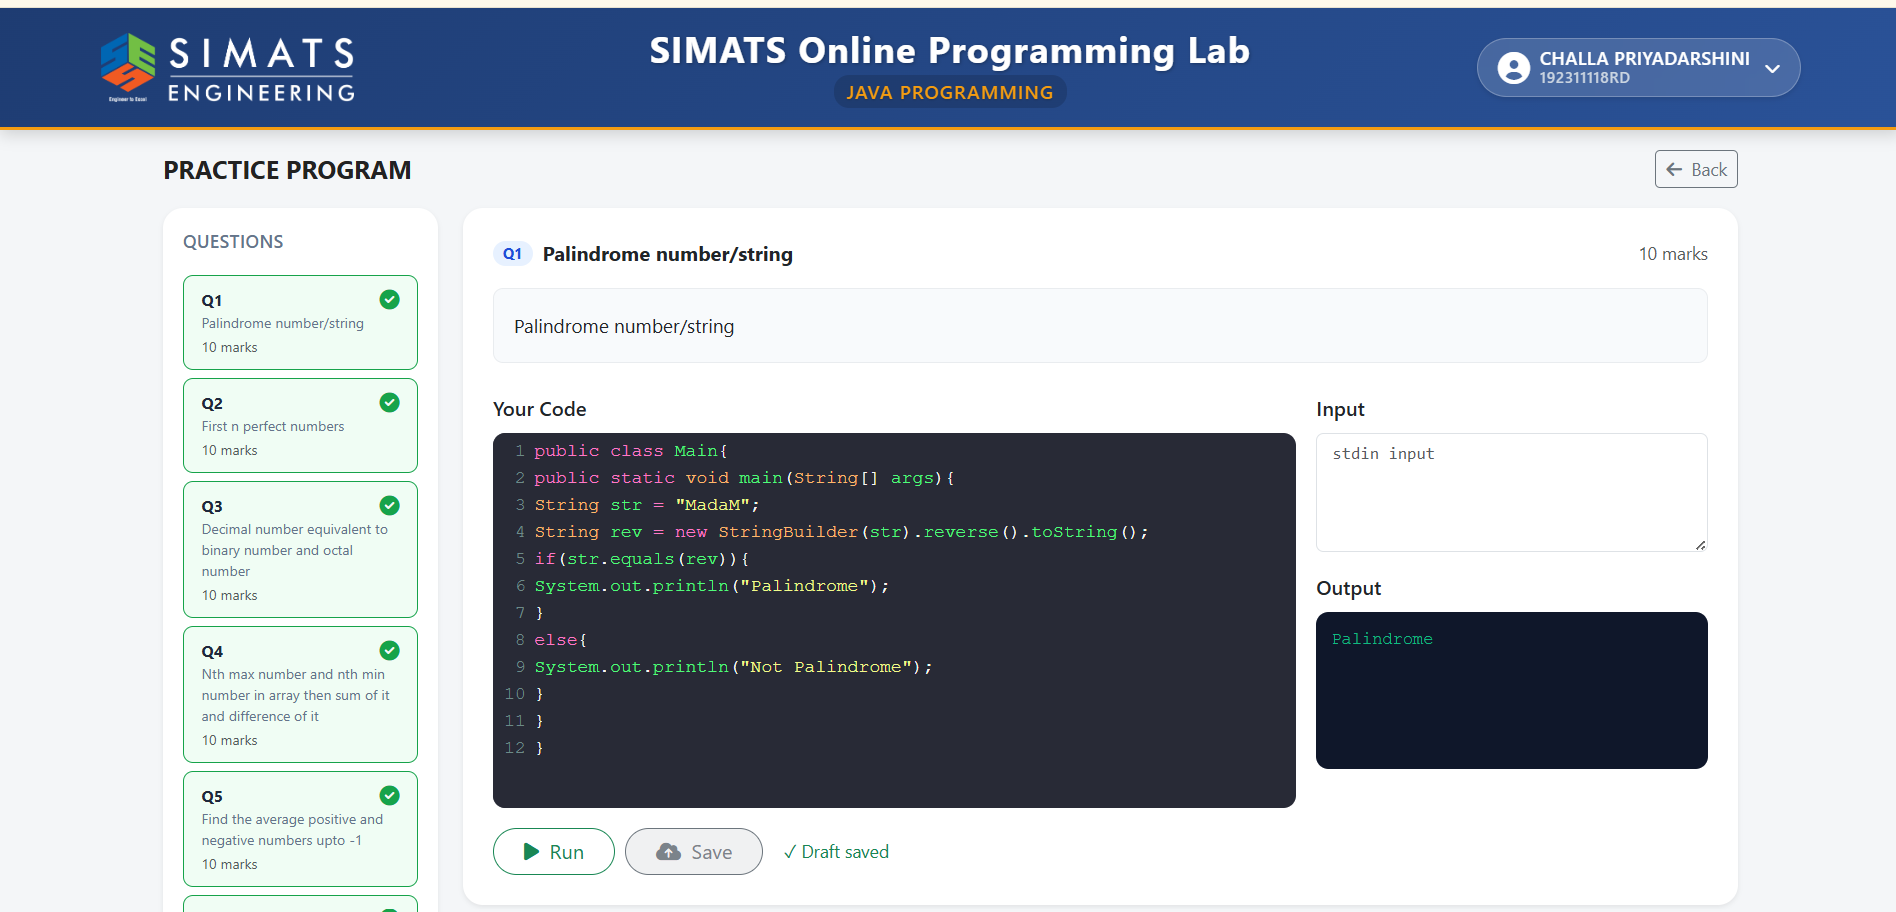 SIMATS
ENGINEERING
Engineer to Excel
SIMATS Online Programming Lab
JAVA PROGRAMMING
CHALLA PRIYADARSHINI
192311118RD
PRACTICE PROGRAM
Back
QUESTIONS
Q1
Palindrome number/string
10 marks
Q2
First n perfect numbers
10 marks
Q3
Decimal number equivalent to
binary number and octal
number
10 marks
Q4
Nth max number and nth min
number in array then sum of it
and difference of it
10 marks
Q5
Find the average positive and
negative numbers upto -1
10 marks
Q1 Palindrome number/string
10 marks
Palindrome number/string
Your Code
1 public class Main{
2 public static void main(String[] args){
3 String str = "MadaM";
4 String rev = new StringBuilder(str).reverse().toString();
5 if(str.equals(rev)){
6 System.out.println("Palindrome");
7 }
8 else{
9 System.out.println("Not Palindrome");
10 }
11 }
12 }
Run
Save
✓ Draft saved
Input
stdin input
Output
Palindrome